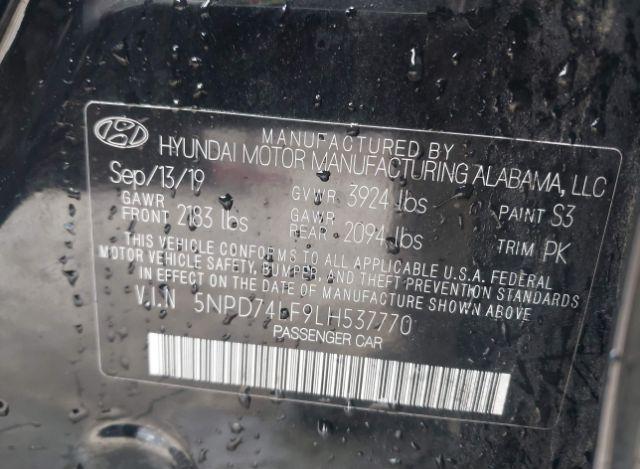 MANUFACTURED BY
HYUNDAI MOTOR MANUFACTURING ALABAMA, LLC
Sep/13/19 GVWR 3924 lbs PAINT S3
GAWR FRONT 2183 lbs GAWR REAR 2094 lbs TRIM PK
THIS VEHICLE CONFORMS TO ALL APPLICABLE U.S.A. FEDERAL
MOTOR VEHICLE SAFETY, BUMPER, AND THEFT PREVENTION STANDARDS
IN EFFECT ON THE DATE OF MANUFACTURE SHOWN ABOVE
V.I.N 5NPD74LF9LH537770
PASSENGER CAR